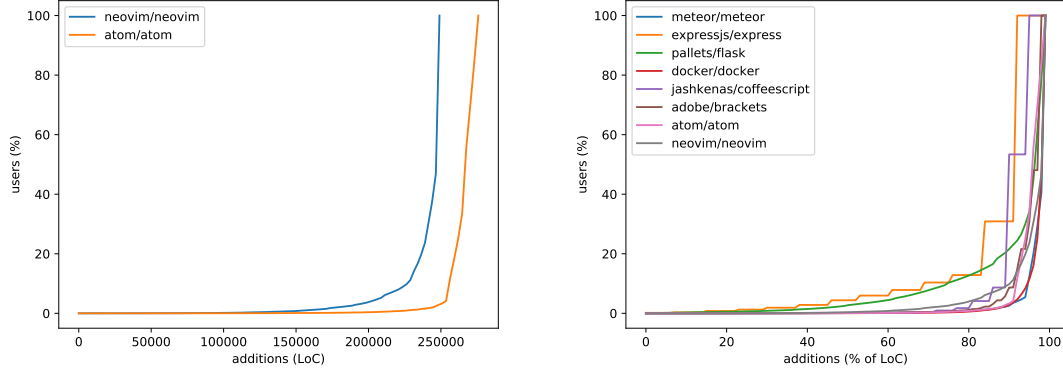 100
80
60
40
20
0
users (%)
neovim/neovim
atom/atom
0
50000
100000
150000
200000
250000
additions (LoC)
100
80
60
40
20
0
users (%)
meteor/meteor
expressjs/express
pallets/flask
docker/docker
jashkenas/coffeescript
adobe/brackets
atom/atom
neovim/neovim
0
20
40
60
80
100
additions (% of LoC)